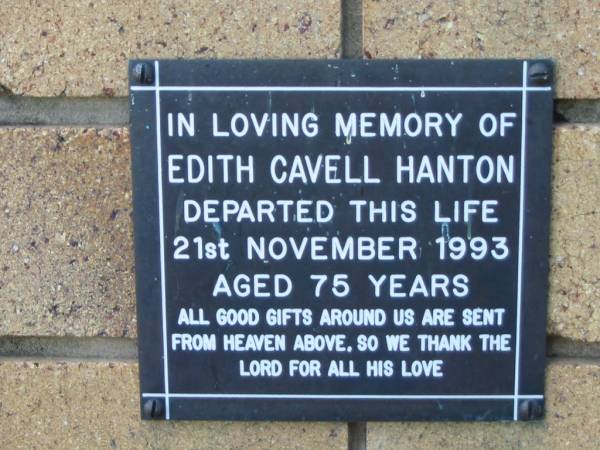 IN LOVING MEMORY OF
EDITH CAVELL HANTON
DEPARTED THIS LIFE
21st NOVEMBER 1993
AGED 75 YEARS
ALL GOOD GIFTS AROUND US ARE SENT
FROM HEAVEN ABOVE, SO WE THANK THE
LORD FOR ALL HIS LOVE